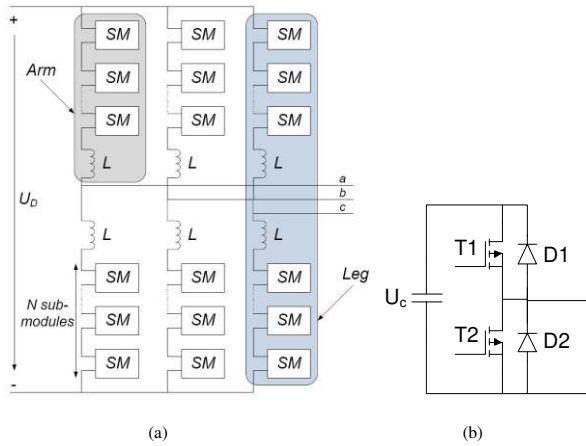 +
SM SM SM
Arm
SM SM SM
SM SM SM
L L L
a
b
c
U_D
L L L
SM SM SM
Leg
N sub-
modules
SM SM SM
SM SM SM
-
T1 D1
U_c
T2 D2
(a) (b)